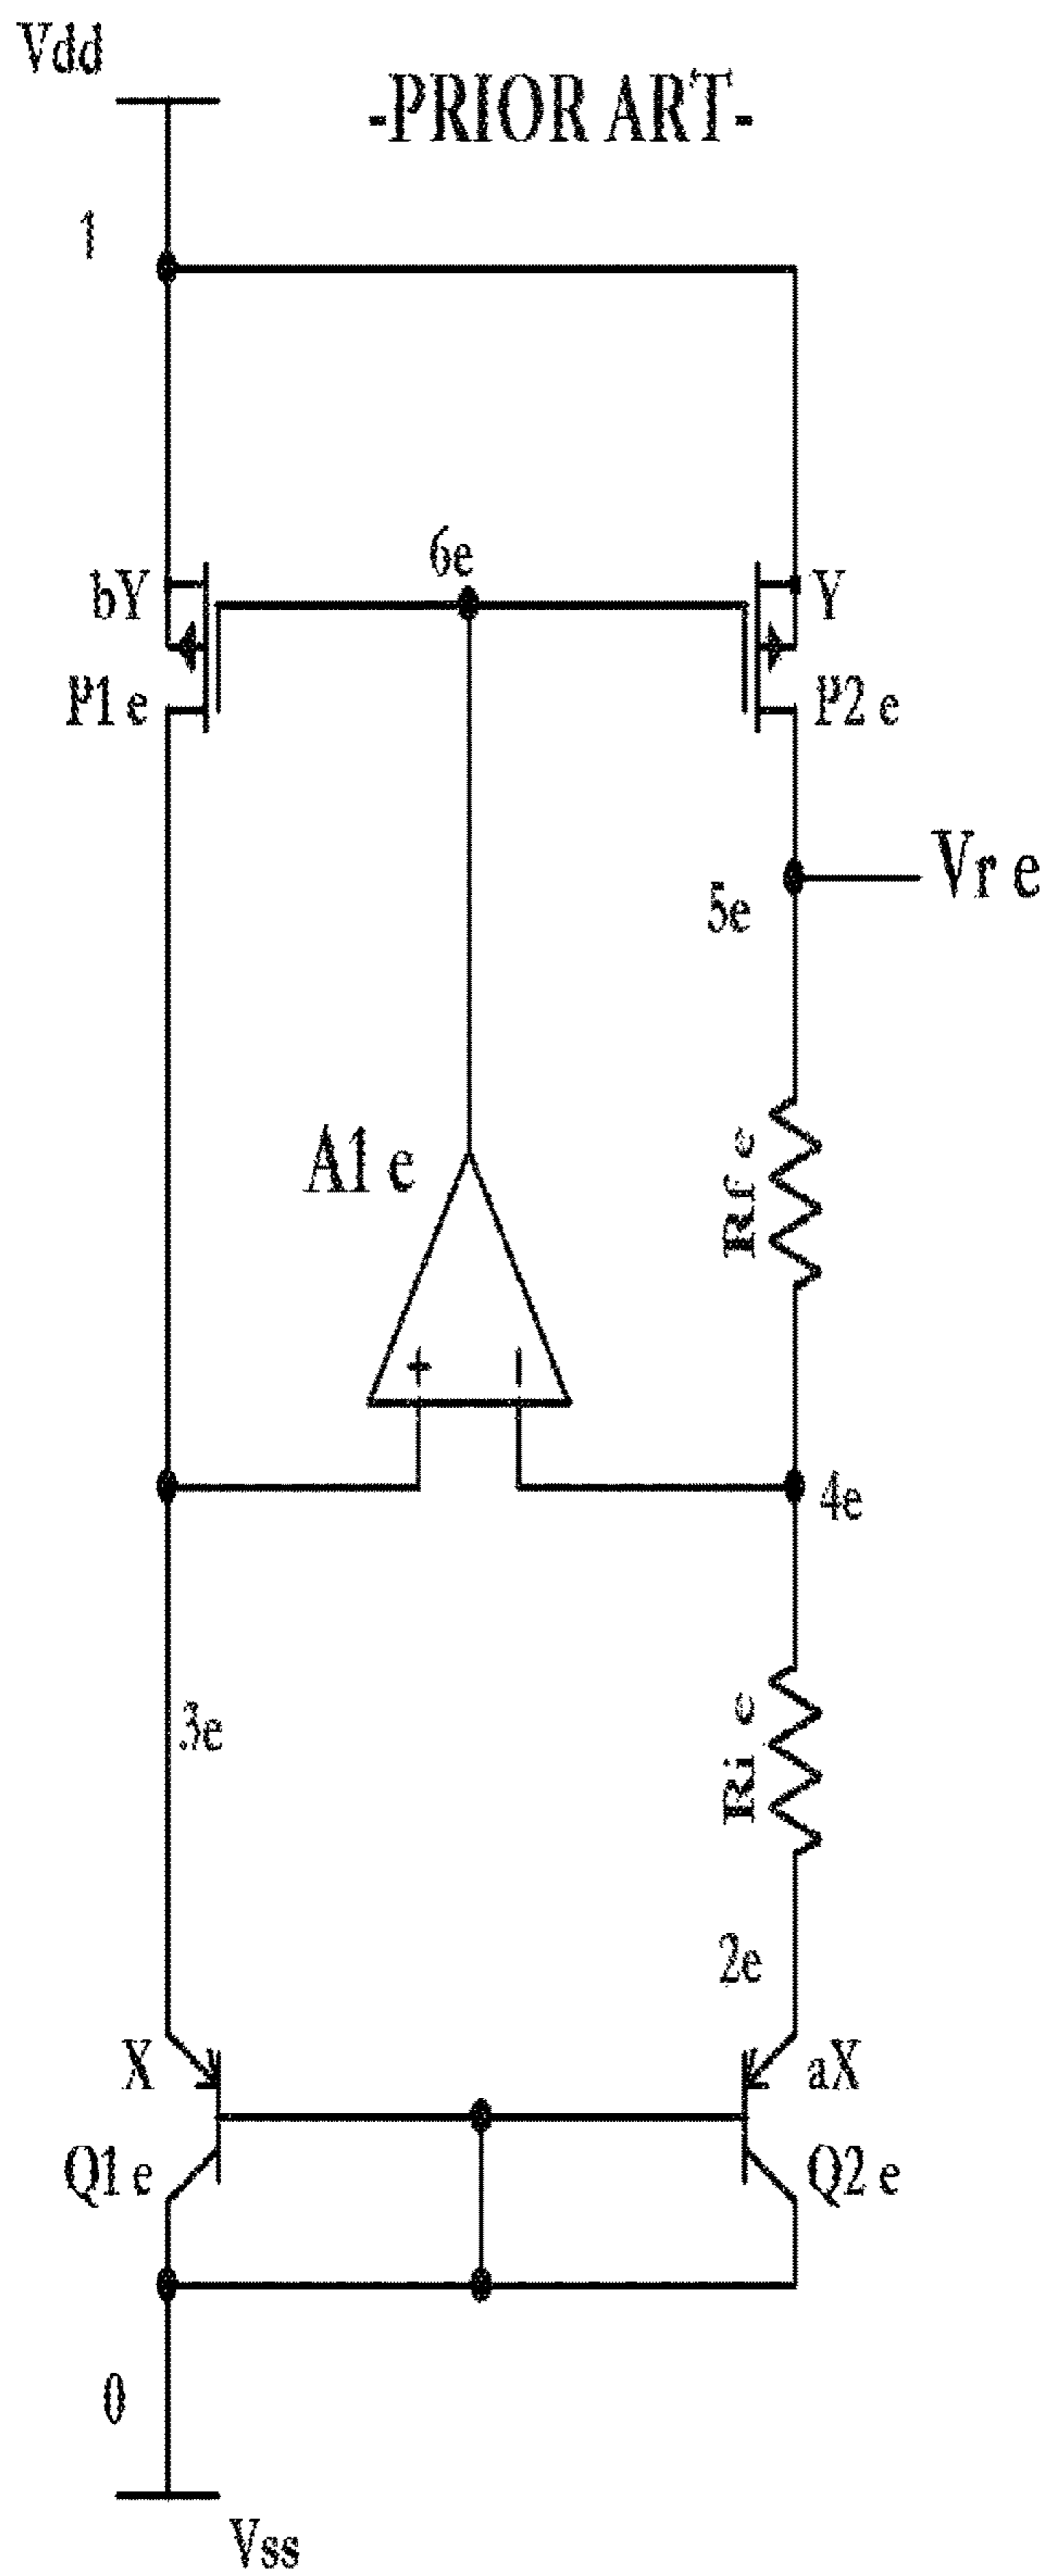 Vdd
-PRIOR ART-
1
6e
bY
Y
P1 e
P2 e
Vr e
5e
A1 e
Rf e
+
4e
3e
Ri e
2e
X
aX
Q1 e
Q2 e
0
Vss